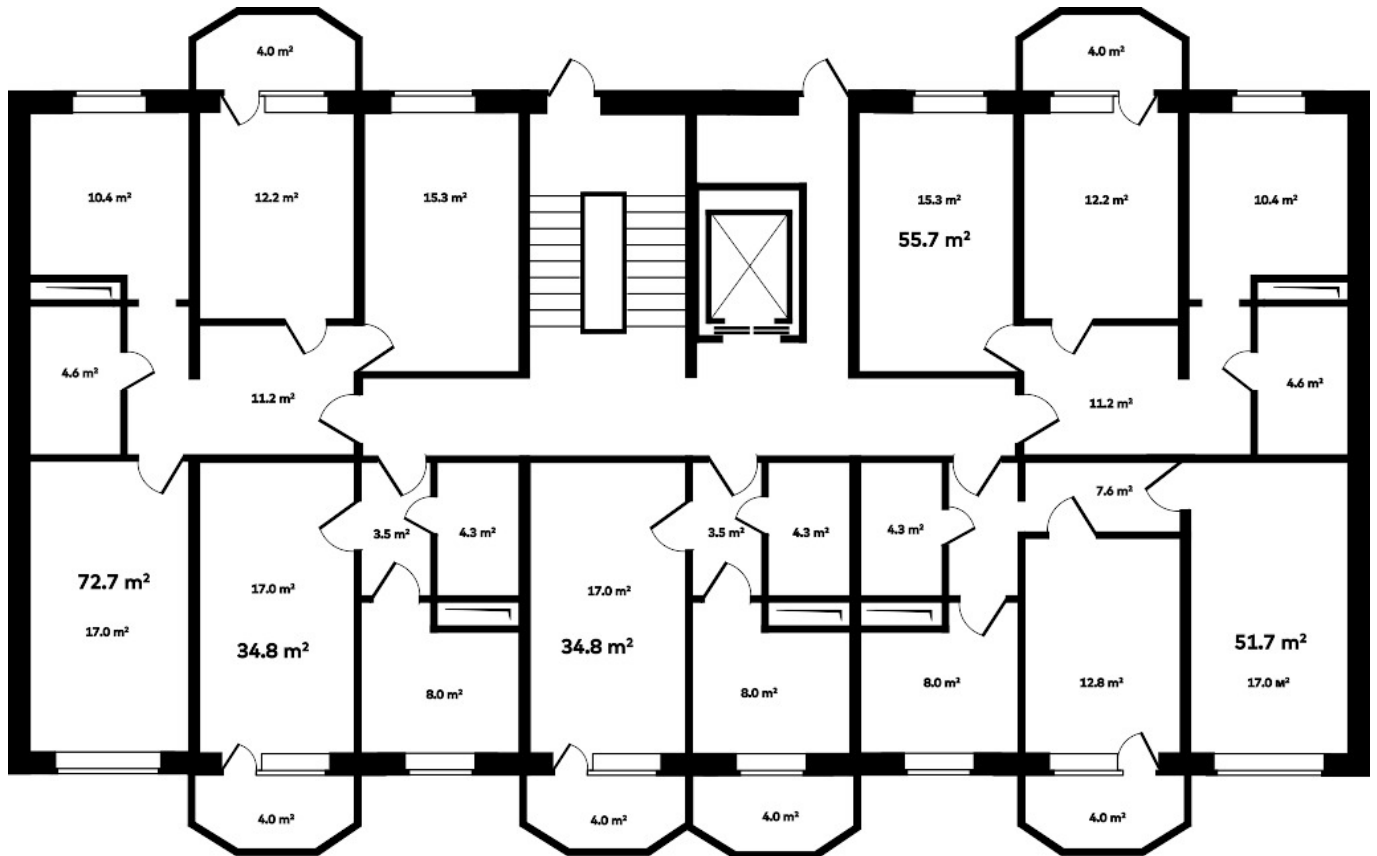 4.0 m²
4.0 m²
10.4 m²
12.2 m²
15.3 m²
15.3 m²
55.7 m²
12.2 m²
10.4 m²
4.6 m²
11.2 m²
11.2 m²
4.6 m²
7.6 m²
3.5 m²
4.3 m²
3.5 m²
4.3 m²
4.3 m²
72.7 m²
17.0 m²
17.0 m²
34.8 m²
17.0 m²
34.8 m²
51.7 m²
17.0 м²
8.0 m²
8.0 m²
8.0 m²
12.8 m²
4.0 m²
4.0 m²
4.0 m²
4.0 m²